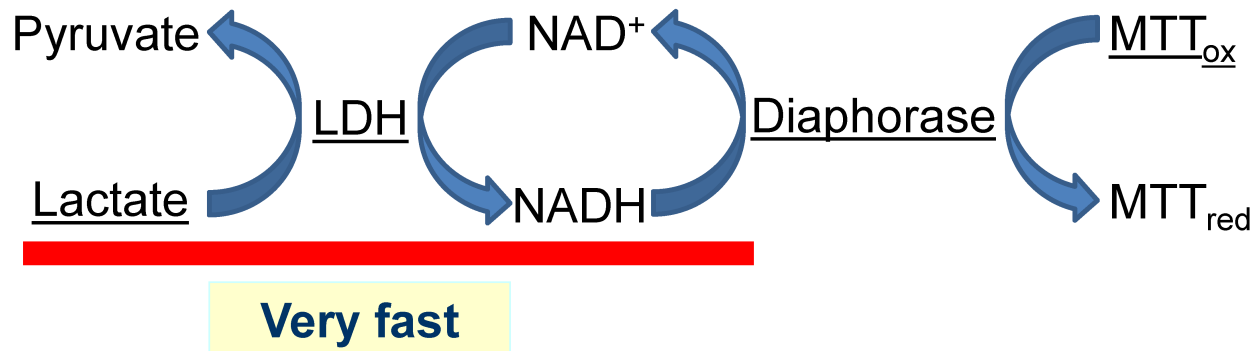 Pyruvate
NAD⁺
MTTox
LDH
Diaphorase
Lactate
NADH
MTTred
Very fast